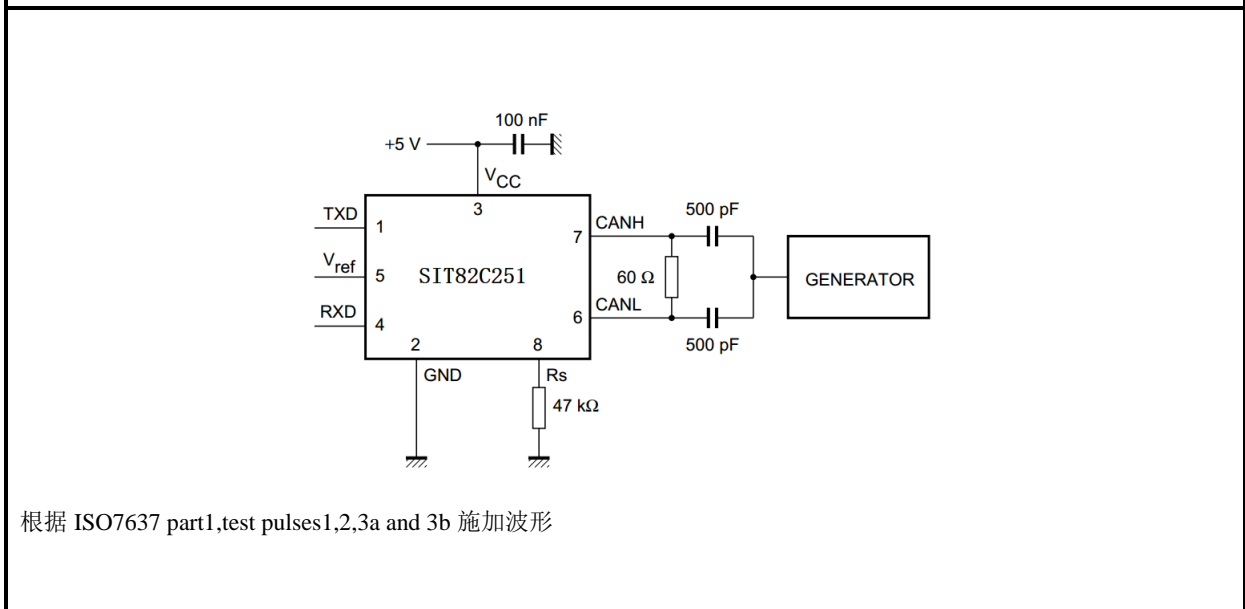 100 nF
+5 V
VCC
3
TXD
1
Vref
5
RXD
4
SIT82C251
7
CANH
6
CANL
60 Ω
500 pF
500 pF
GENERATOR
2
GND
8
Rs
47 kΩ
根据 ISO7637 part1,test pulses1,2,3a and 3b 施加波形